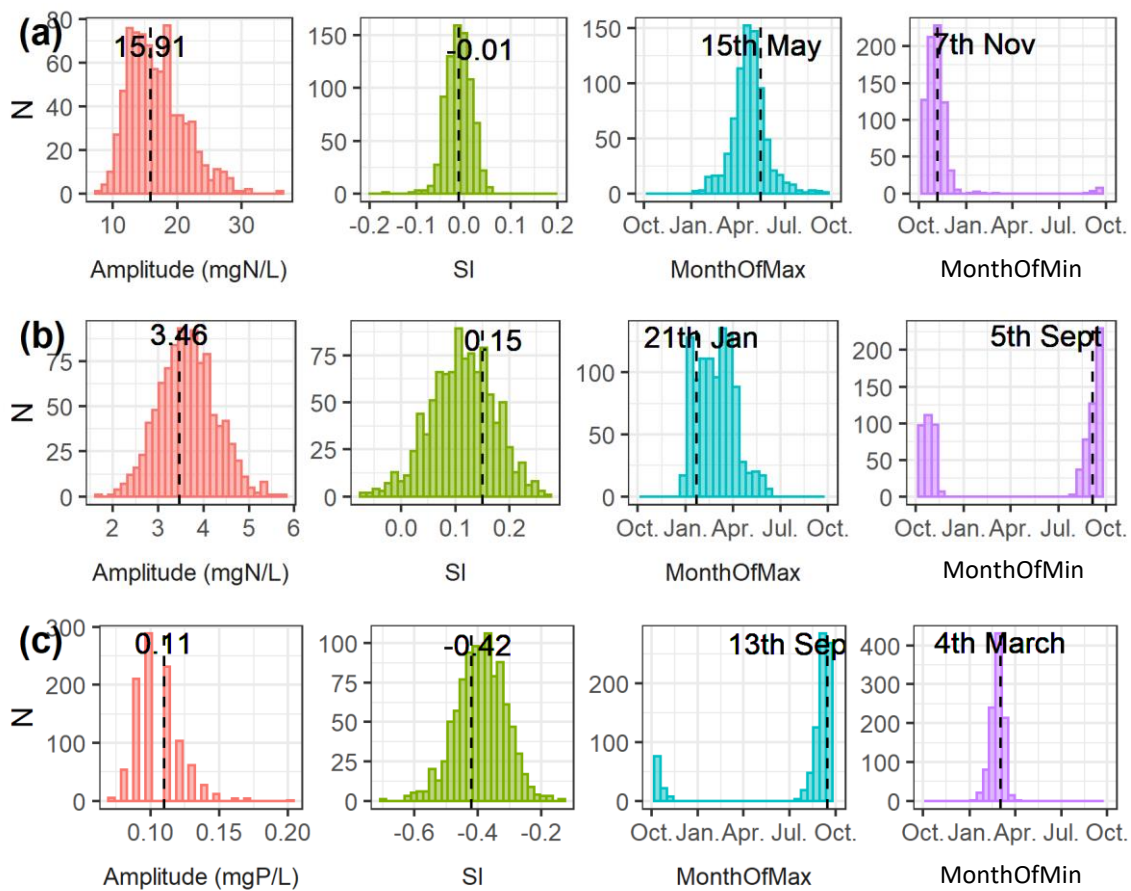 (a)
15.91
-0.01
15th May
7th Nov
N
80
60
40
20
0
150
100
50
0
150
100
50
0
200
150
100
50
0
10 20 30
-0.2 -0.1 0.0 0.1 0.2
Oct. Jan. Apr. Jul. Oct.
Oct. Jan. Apr. Jul. Oct.
Amplitude (mgN/L) SI MonthOfMax MonthOfMin
(b)
3.46
0.15
21th Jan
5th Sept
N
75
50
25
0
75
50
25
0
100
50
0
200
150
100
50
0
2 3 4 5 6
0.0 0.1 0.2
Oct. Jan. Apr. Jul. Oct.
Oct. Jan. Apr. Jul. Oct.
Amplitude (mgN/L) SI MonthOfMax MonthOfMin
(c)
0.11
-0.42
13th Sep
4th March
N
300
200
100
0
100
75
50
25
0
200
100
0
400
300
200
100
0
0.10 0.15 0.20
-0.6 -0.4 -0.2
Oct. Jan. Apr. Jul. Oct.
Oct. Jan. Apr. Jul. Oct.
Amplitude (mgP/L) SI MonthOfMax MonthOfMin